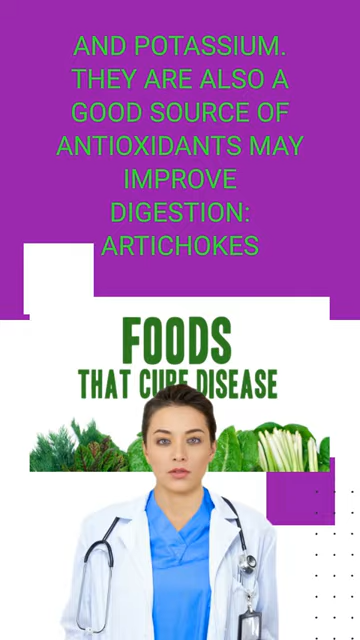 AND POTASSIUM.
THEY ARE ALSO A
GOOD SOURCE OF
ANTIOXIDANTS MAY
IMPROVE
DIGESTION:
ARTICHOKES
FOODS
THAT CURE DISEASE